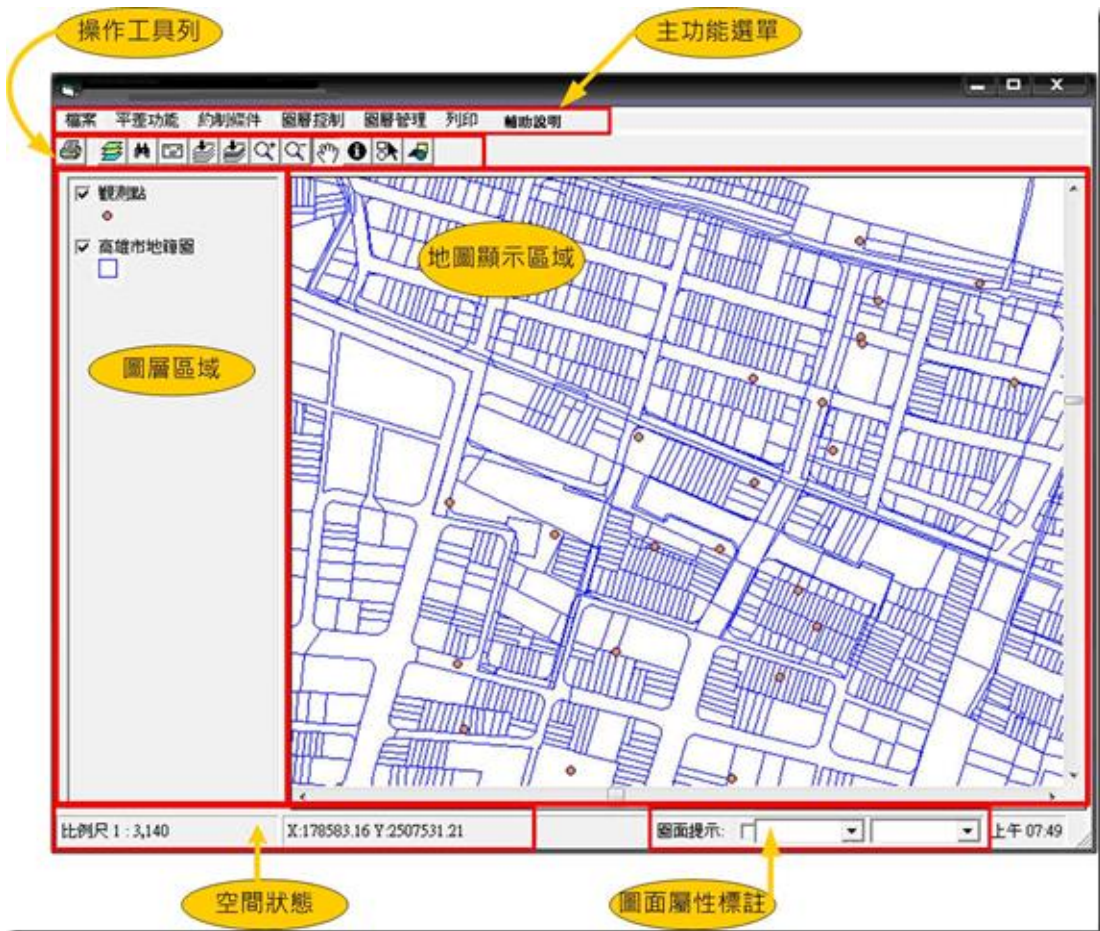 操作工具列
主功能選單
檔案 平差功能 約制條件 圖層控制 圖層管理 列印 輔助說明
觀測點
高雄市地籍圖
地圖顯示區域
圖層區域
比例尺 1 : 3,140 X:178583.16 Y:2507531.21 圖面提示: 上午 07:49
空間狀態
圖面屬性標註